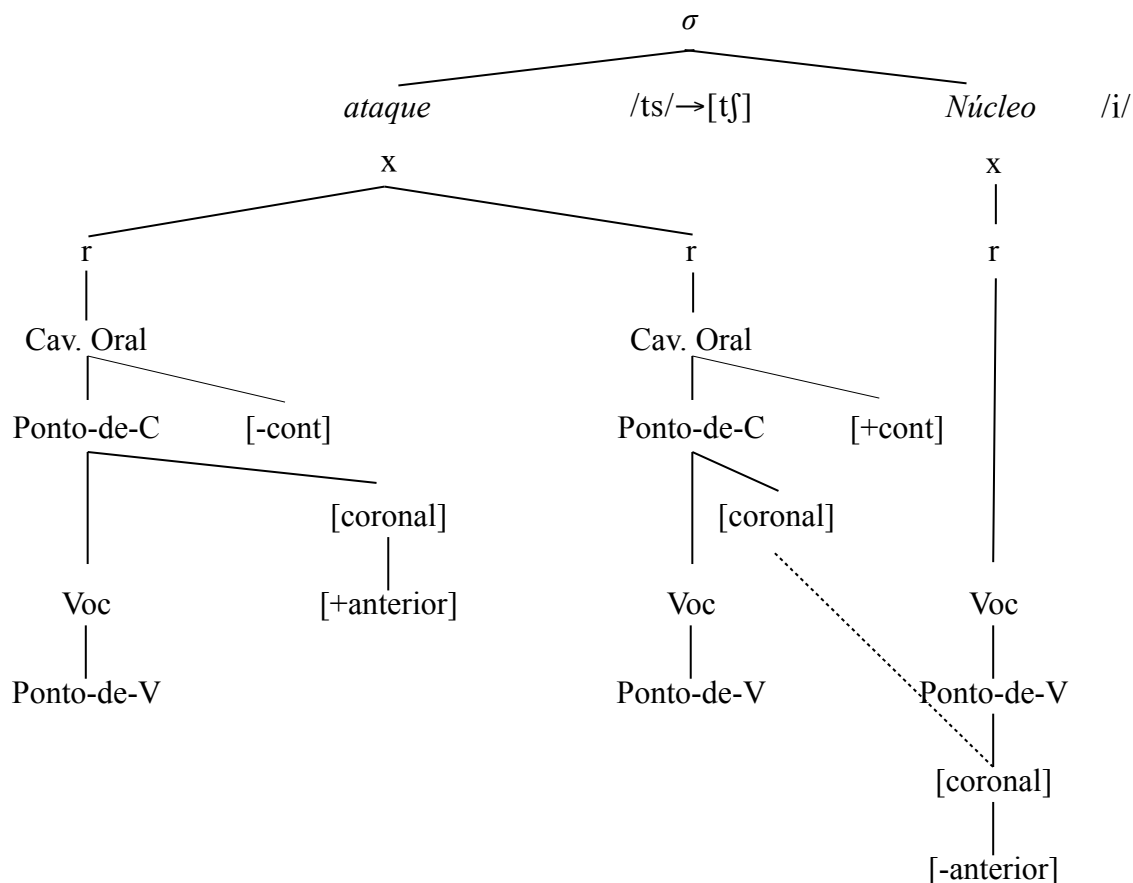 σ
ataque /ts/→[tʃ] Núcleo /i/
x x
r r r
Cav. Oral Cav. Oral
Ponto-de-C [-cont] Ponto-de-C [+cont]
[coronal] [coronal]
Voc [+anterior] Voc Voc
Ponto-de-V Ponto-de-V Ponto-de-V
[coronal]
[-anterior]